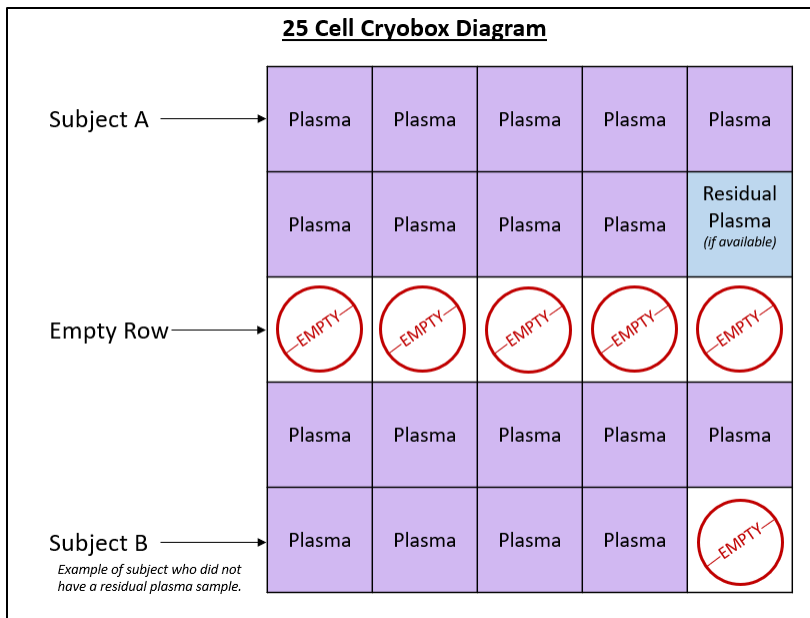 25 Cell Cryobox Diagram
Subject A
Plasma Plasma Plasma Plasma Plasma
Plasma Plasma Plasma Plasma Residual
Plasma
(if available)
Empty Row
EMPTY EMPTY EMPTY EMPTY EMPTY
Plasma Plasma Plasma Plasma Plasma
Subject B
Plasma Plasma Plasma Plasma EMPTY
Example of subject who did not
have a residual plasma sample.